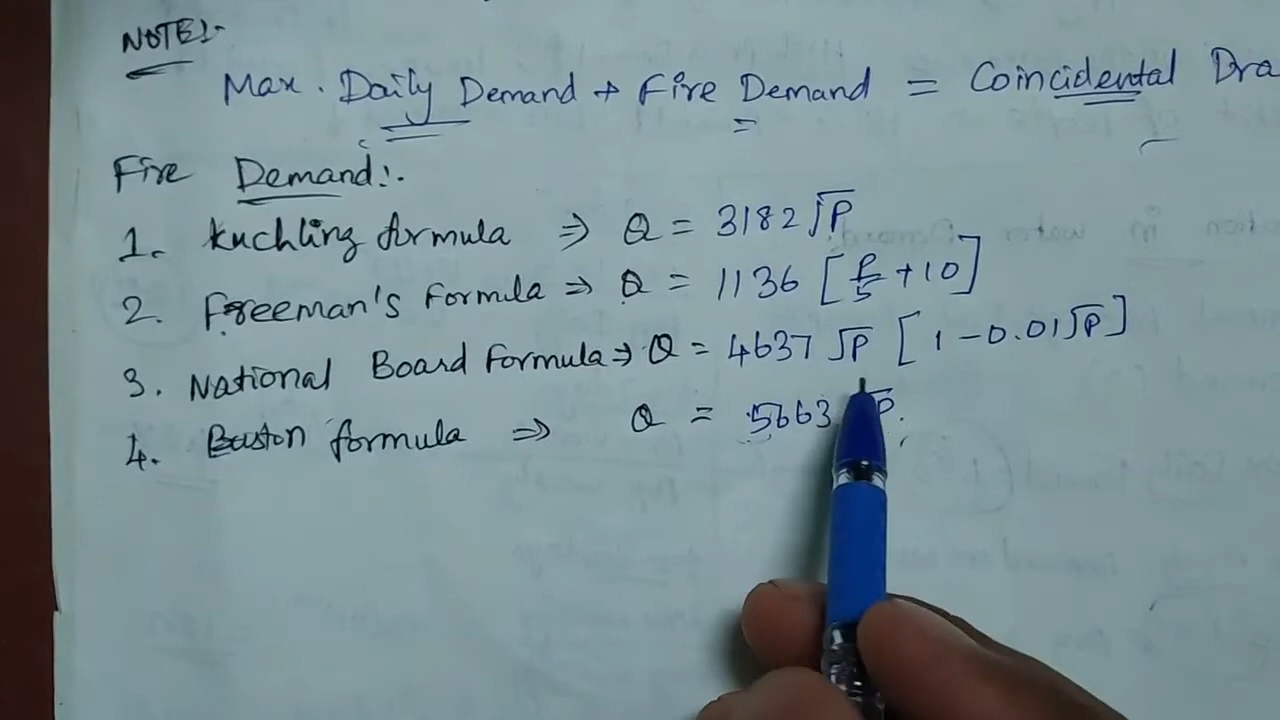 NOTE:-
Max. Daily Demand + Fire Demand = Coincidental Dra
Fire Demand:-
1. Kuchling formula ⇒ Q = 3182√P
2. Freeman's Formula ⇒ Q = 1136 [P/5 + 10]
3. National Board Formula ⇒ Q = 4637 √P [1 - 0.01√P]
4. Buston formula ⇒ Q = 5663 √P.